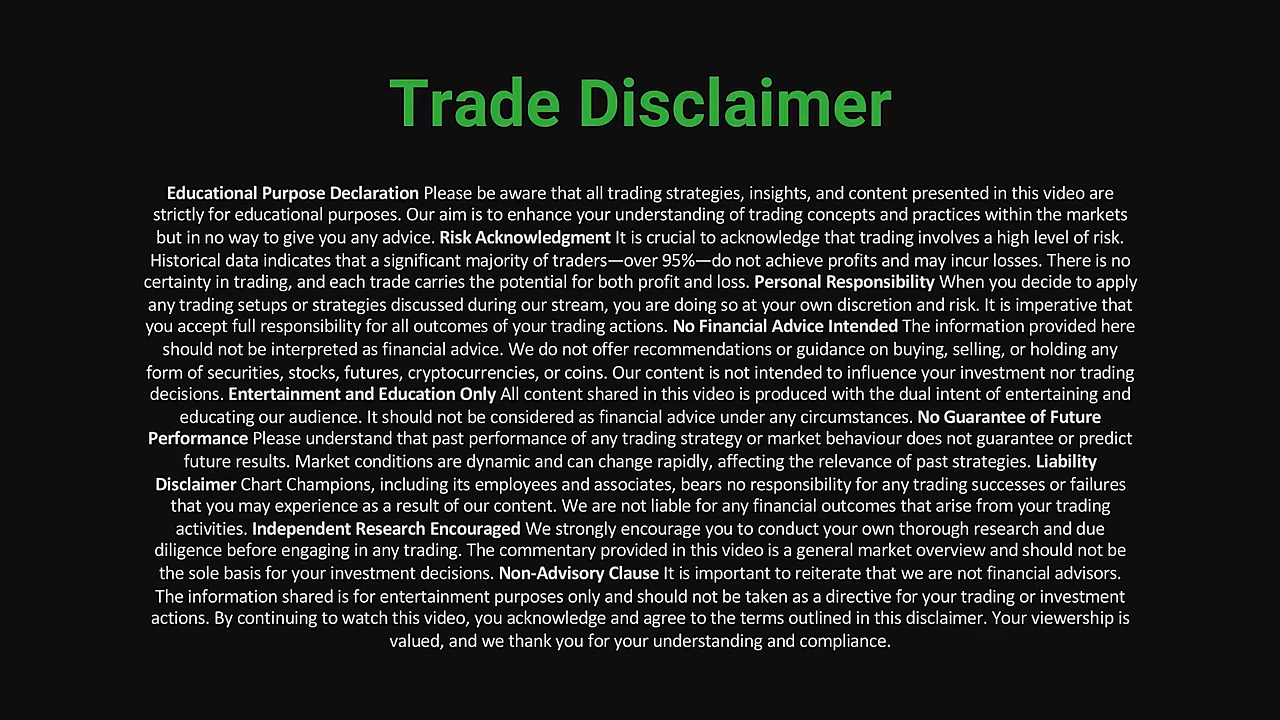 Trade Disclaimer
Educational Purpose Declaration Please be aware that all trading strategies, insights, and content presented in this video are
strictly for educational purposes. Our aim is to enhance your understanding of trading concepts and practices within the markets
but in no way to give you any advice. Risk Acknowledgment It is crucial to acknowledge that trading involves a high level of risk.
Historical data indicates that a significant majority of traders—over 95%—do not achieve profits and may incur losses. There is no
certainty in trading, and each trade carries the potential for both profit and loss. Personal Responsibility When you decide to apply
any trading setups or strategies discussed during our stream, you are doing so at your own discretion and risk. It is imperative that
you accept full responsibility for all outcomes of your trading actions. No Financial Advice Intended The information provided here
should not be interpreted as financial advice. We do not offer recommendations or guidance on buying, selling, or holding any
form of securities, stocks, futures, cryptocurrencies, or coins. Our content is not intended to influence your investment nor trading
decisions. Entertainment and Education Only All content shared in this video is produced with the dual intent of entertaining and
educating our audience. It should not be considered as financial advice under any circumstances. No Guarantee of Future
Performance Please understand that past performance of any trading strategy or market behaviour does not guarantee or predict
future results. Market conditions are dynamic and can change rapidly, affecting the relevance of past strategies. Liability
Disclaimer Chart Champions, including its employees and associates, bears no responsibility for any trading successes or failures
that you may experience as a result of our content. We are not liable for any financial outcomes that arise from your trading
activities. Independent Research Encouraged We strongly encourage you to conduct your own thorough research and due
diligence before engaging in any trading. The commentary provided in this video is a general market overview and should not be
the sole basis for your investment decisions. Non-Advisory Clause It is important to reiterate that we are not financial advisors.
The information shared is for entertainment purposes only and should not be taken as a directive for your trading or investment
actions. By continuing to watch this video, you acknowledge and agree to the terms outlined in this disclaimer. Your viewership is
valued, and we thank you for your understanding and compliance.